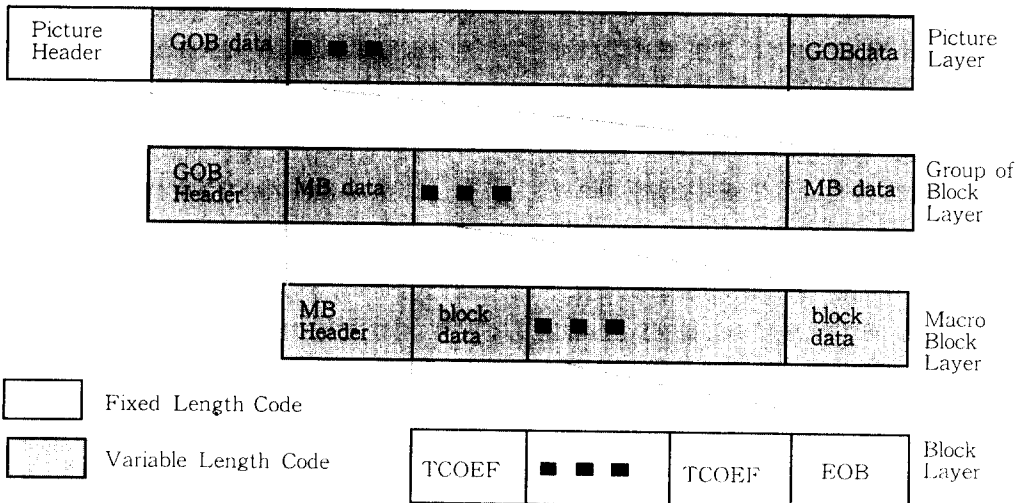 Picture
Header
GOB data
GOBdata
Picture
Layer
GOB
Header
MB data
MB data
Group of
Block
Layer
MB
Header
block
data
block
data
Macro
Block
Layer
Fixed Length Code
Variable Length Code
TCOEF
TCOEF
EOB
Block
Layer